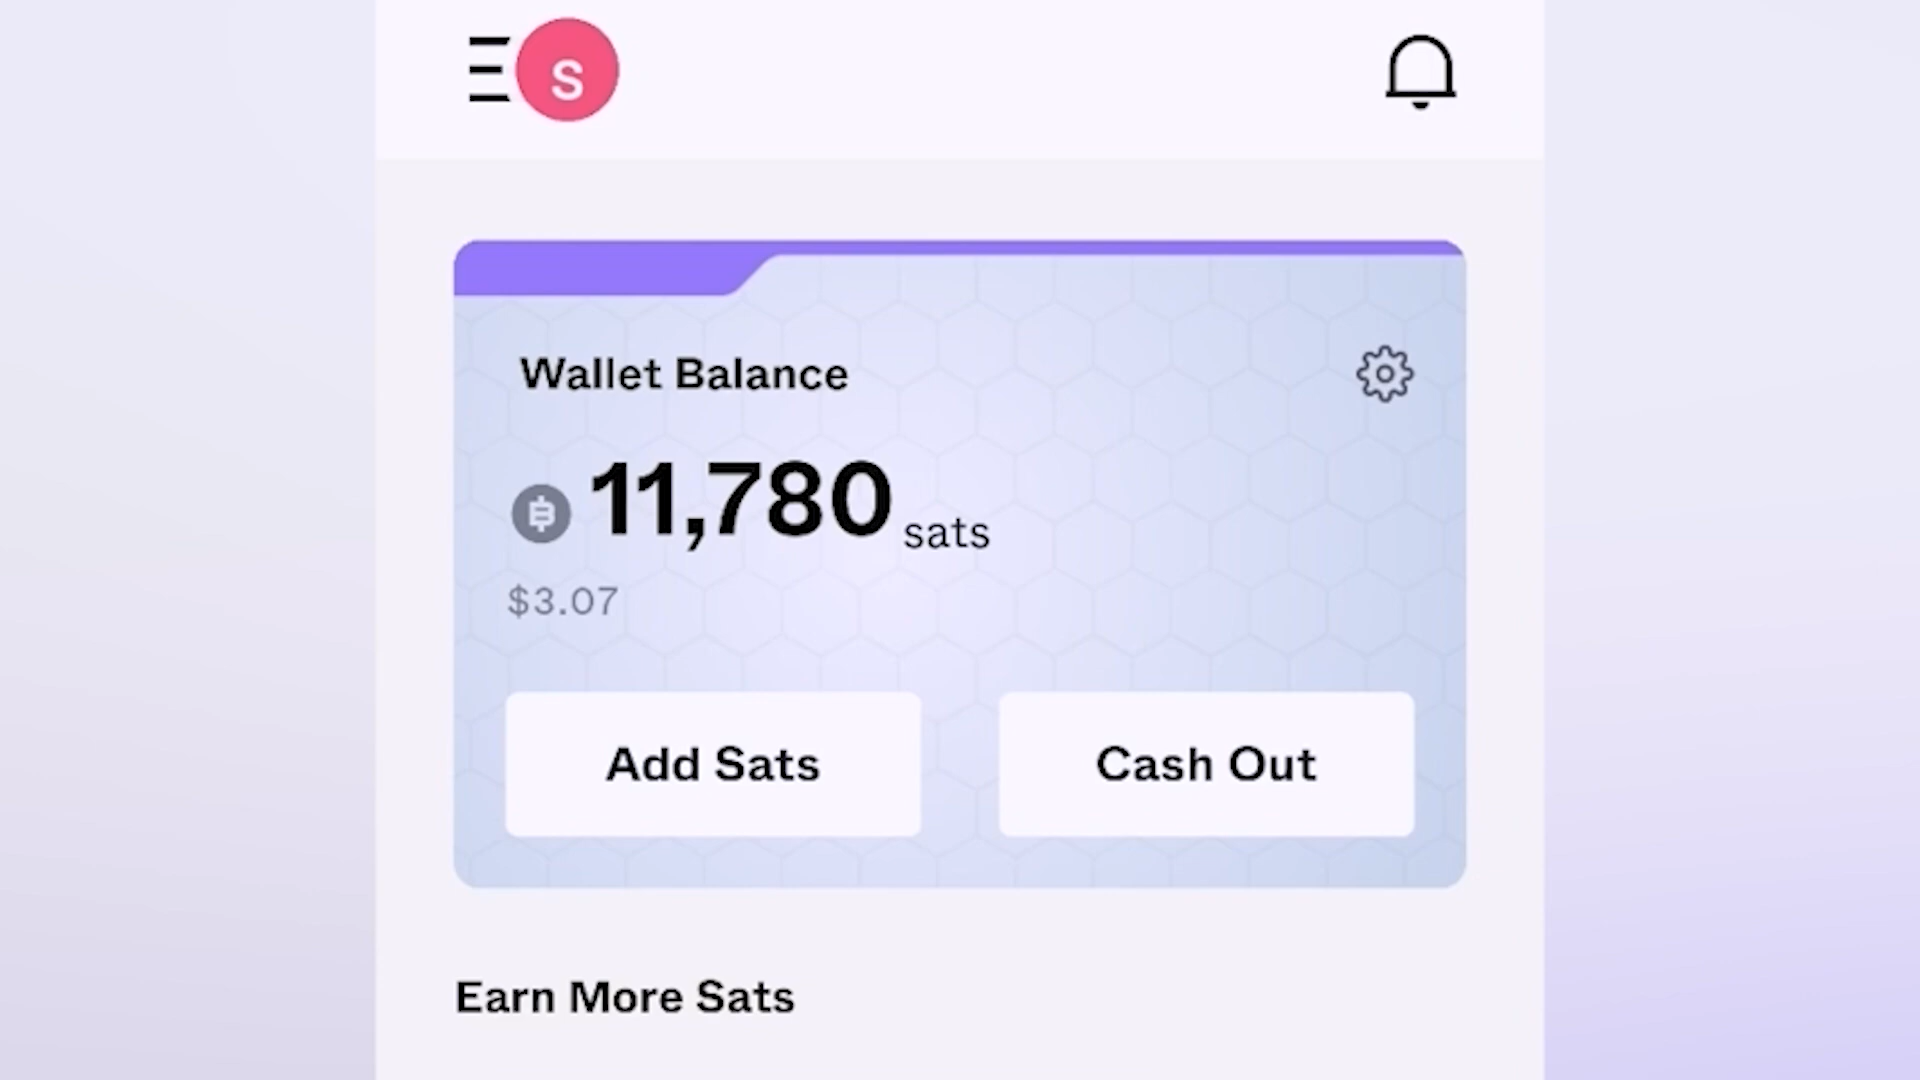 S
Wallet Balance
11,780 sats
$3.07
Add Sats
Cash Out
Earn More Sats